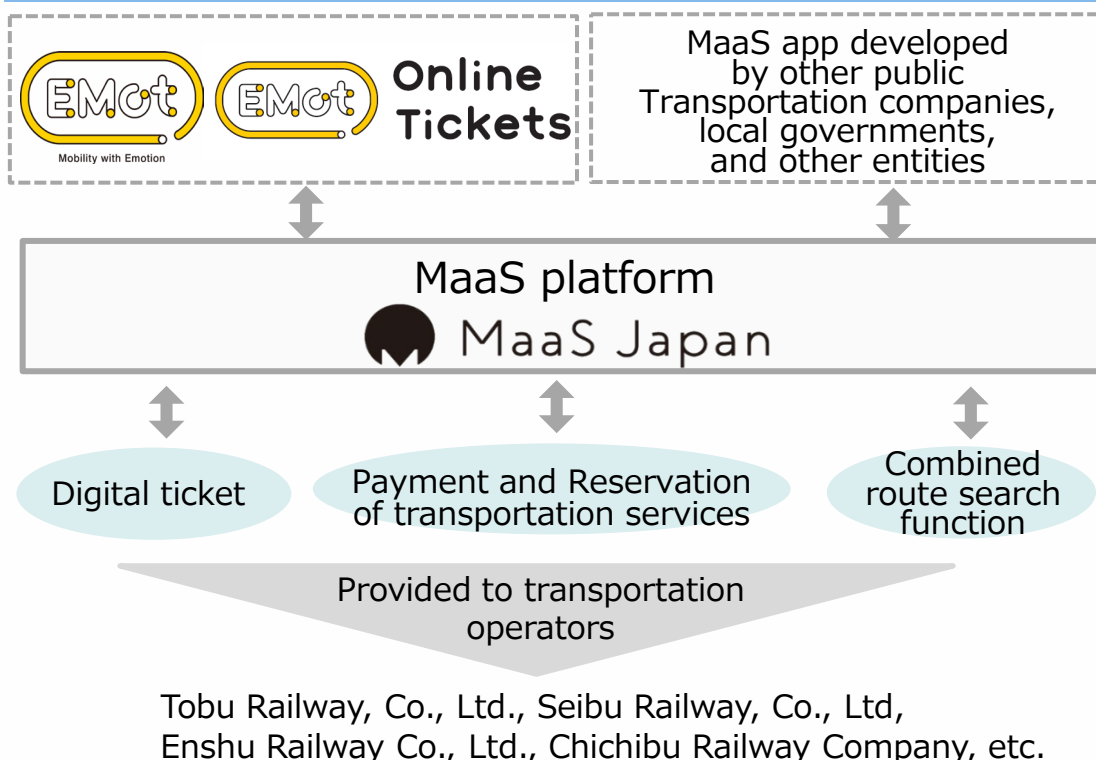 EMot
Mobility with Emotion
EMot
Online
Tickets
MaaS app developed
by other public
Transportation companies,
local governments,
and other entities
MaaS platform
MaaS Japan
Digital ticket
Payment and Reservation
of transportation services
Combined
route search
function
Provided to transportation
operators
Tobu Railway, Co., Ltd., Seibu Railway, Co., Ltd,
Enshu Railway Co., Ltd., Chichibu Railway Company, etc.